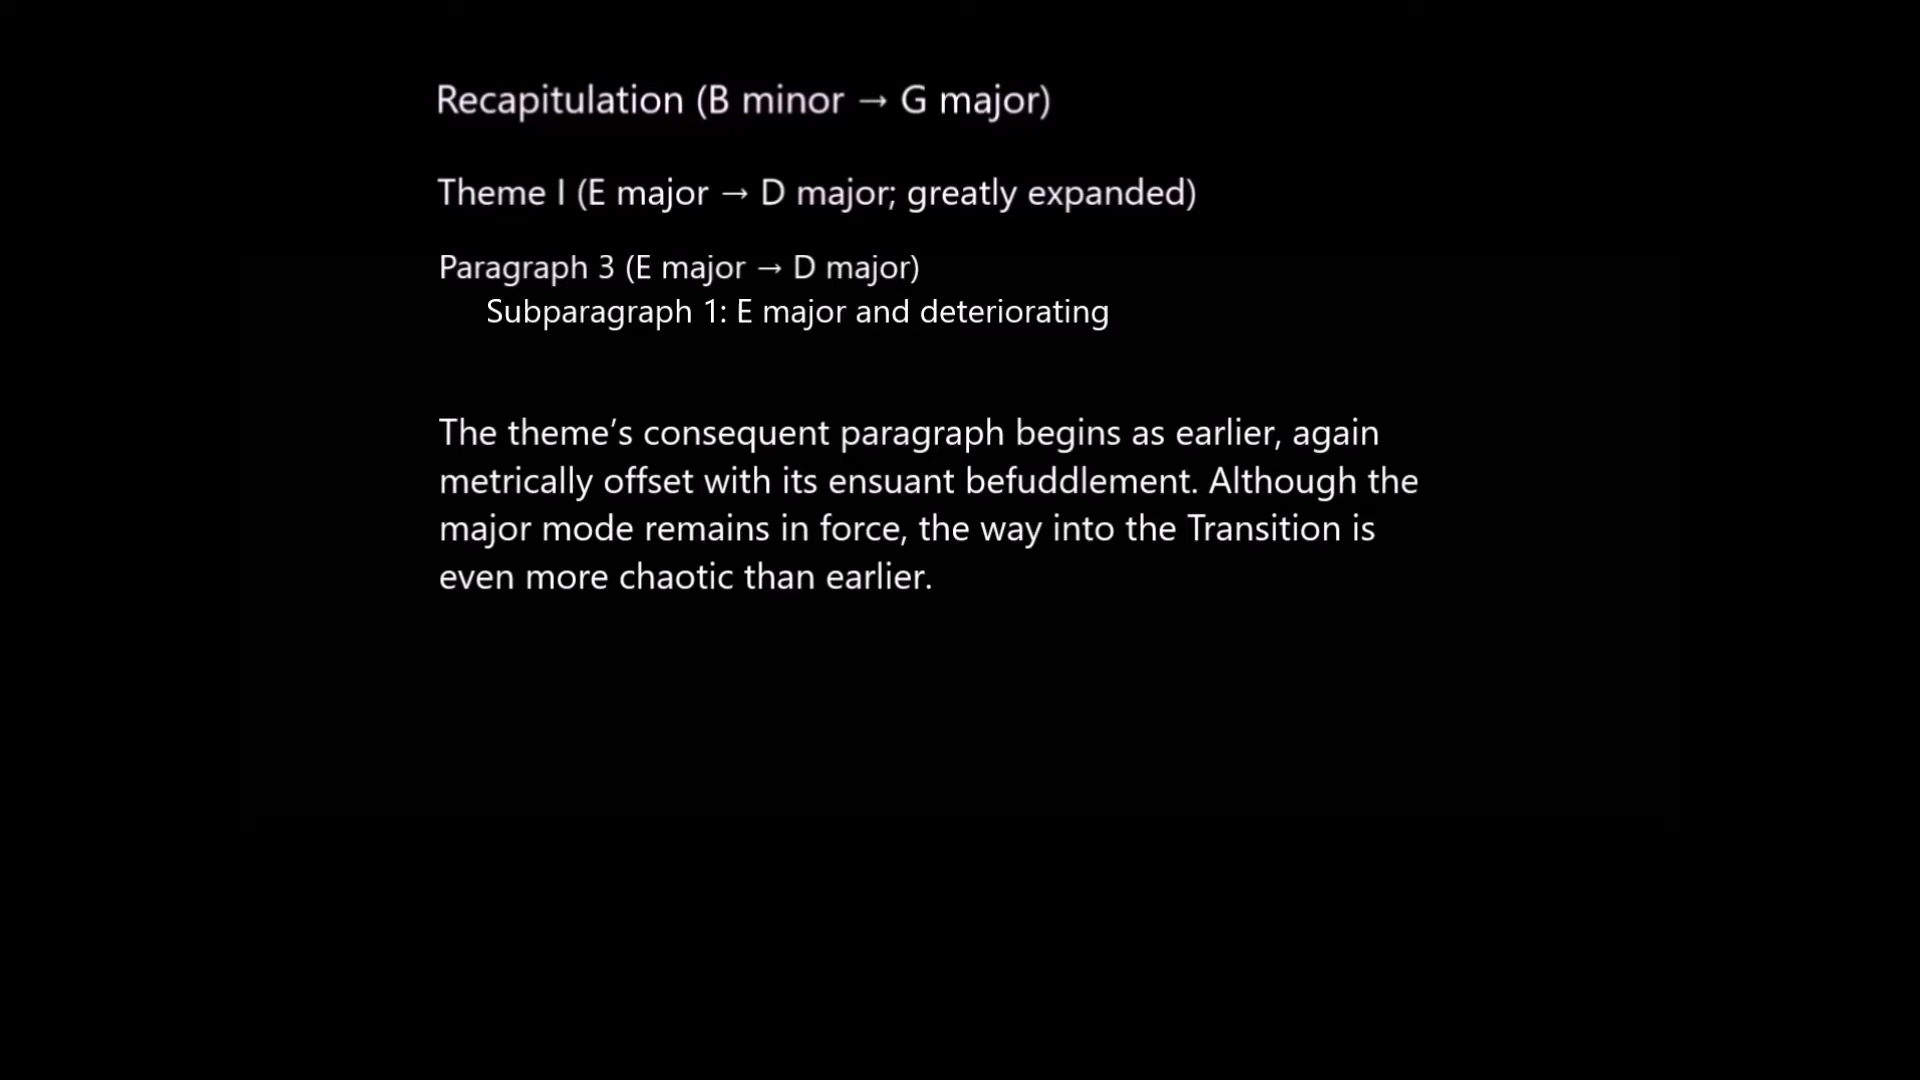 Recapitulation (B minor → G major)
Theme I (E major → D major; greatly expanded)
Paragraph 3 (E major → D major)
Subparagraph 1: E major and deteriorating
The theme’s consequent paragraph begins as earlier, again
metrically offset with its ensuant befuddlement. Although the
major mode remains in force, the way into the Transition is
even more chaotic than earlier.